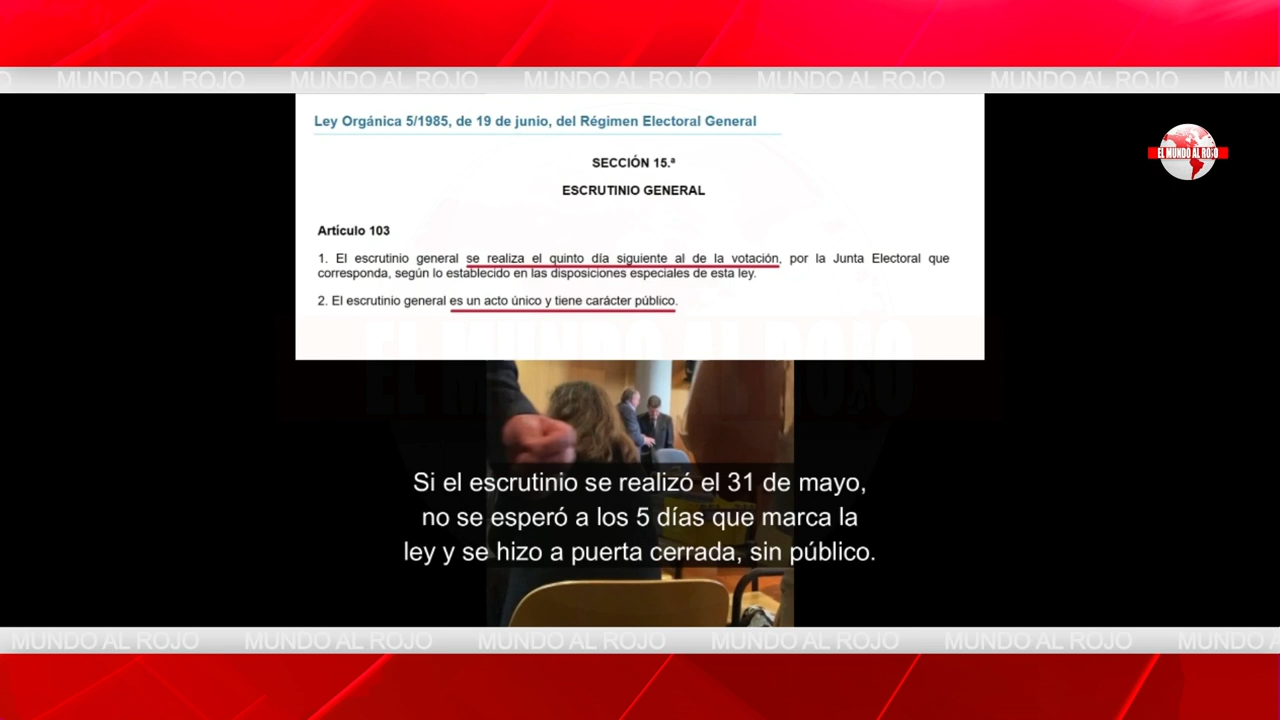 MUNDO AL ROJO MUNDO AL ROJO MUNDO AL ROJO MUNDO AL ROJO MUNDO AL ROJO
Ley Orgánica 5/1985, de 19 de junio, del Régimen Electoral General
EL MUNDO AL ROJO
SECCIÓN 15.ª
ESCRUTINIO GENERAL
Artículo 103
1. El escrutinio general se realiza el quinto día siguiente al de la votación, por la Junta Electoral que
corresponda, según lo establecido en las disposiciones especiales de esta ley.
2. El escrutinio general es un acto único y tiene carácter público.
EL MUNDO AL ROJO
Si el escrutinio se realizó el 31 de mayo,
no se esperó a los 5 días que marca la
ley y se hizo a puerta cerrada, sin público.
MUNDO AL ROJO MUNDO AL ROJO MUNDO AL ROJO MUNDO AL ROJO MUNDO AL ROJO